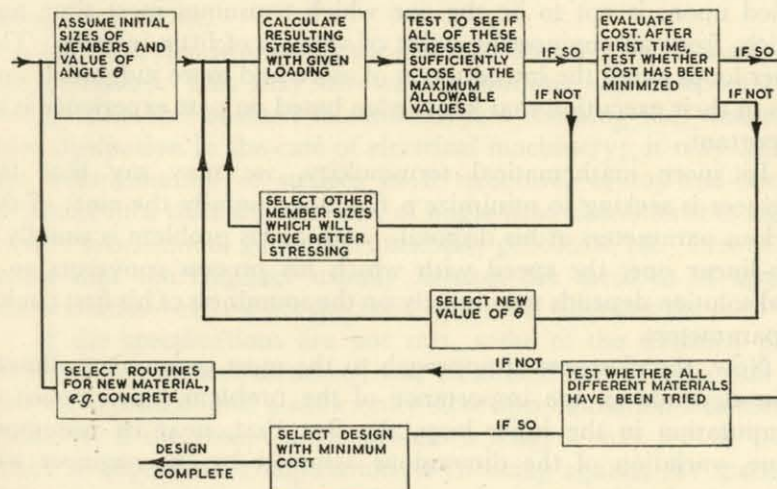 ASSUME INITIAL
SIZES OF
MEMBERS AND
VALUE OF
ANGLE θ
CALCULATE
RESULTING
STRESSES
WITH GIVEN
LOADING
TEST TO SEE IF
ALL OF THESE
STRESSES ARE
SUFFICIENTLY
CLOSE TO THE
MAXIMUM
ALLOWABLE
VALUES
IF SO
IF NOT
EVALUATE
COST. AFTER
FIRST TIME,
TEST WHETHER
COST HAS BEEN
MINIMIZED
IF SO
IF NOT
SELECT OTHER
MEMBER SIZES
WHICH WILL
GIVE BETTER
STRESSING
SELECT NEW
VALUE OF θ
SELECT ROUTINES
FOR NEW MATERIAL,
e.g. CONCRETE
IF NOT
TEST WHETHER ALL
DIFFERENT MATERIALS
HAVE BEEN TRIED
IF SO
SELECT DESIGN
WITH MINIMUM
COST
DESIGN
COMPLETE